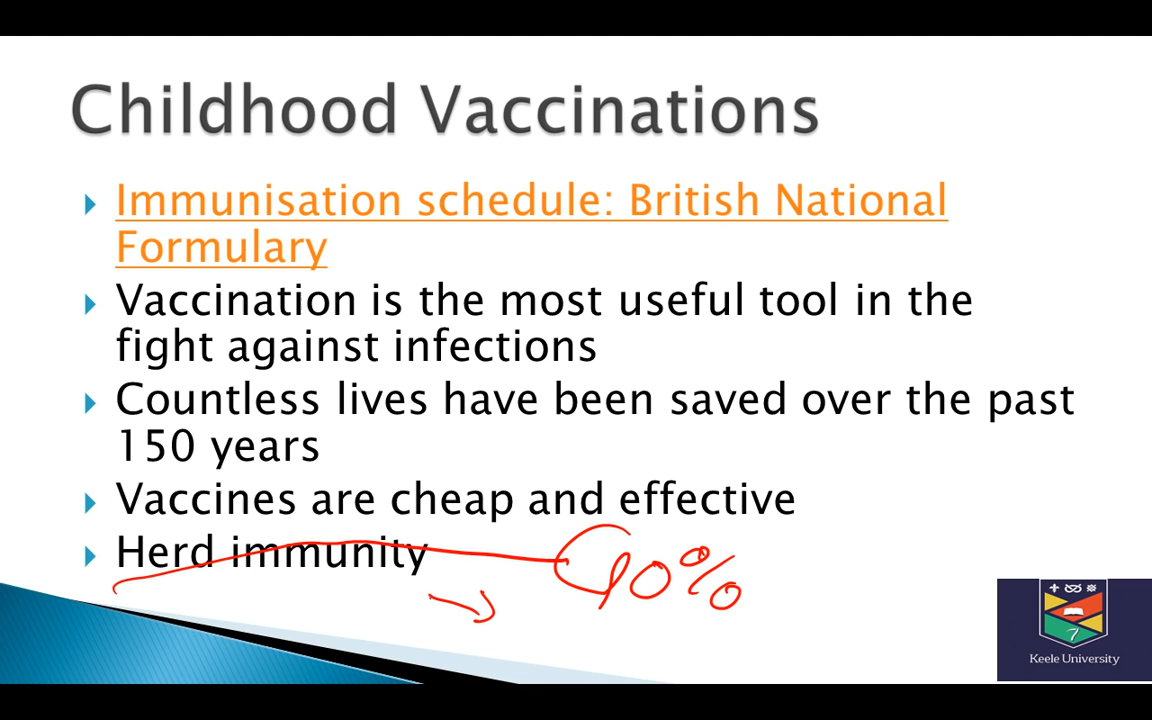 Childhood Vaccinations
Immunisation schedule: British National
Formulary
Vaccination is the most useful tool in the
fight against infections
Countless lives have been saved over the past
150 years
Vaccines are cheap and effective
Herd immunity
90%
Keele University